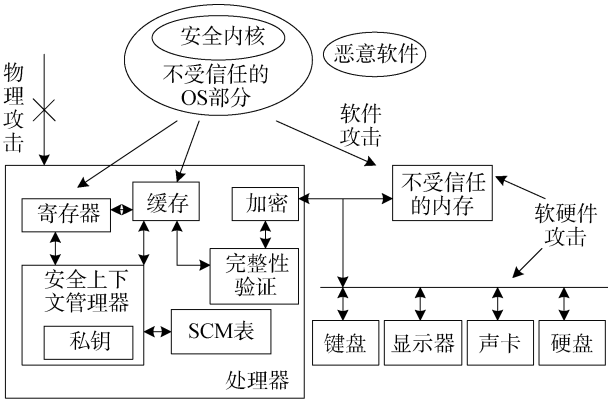 安全内核
不受信任的
OS部分
恶意软件
物
理
攻
击
软件
攻击
寄存器
缓存
加密
不受信任
的内存
软硬件
攻击
安全上下
文管理器
私钥
完整性
验证
SCM表
处理器
键盘
显示器
声卡
硬盘